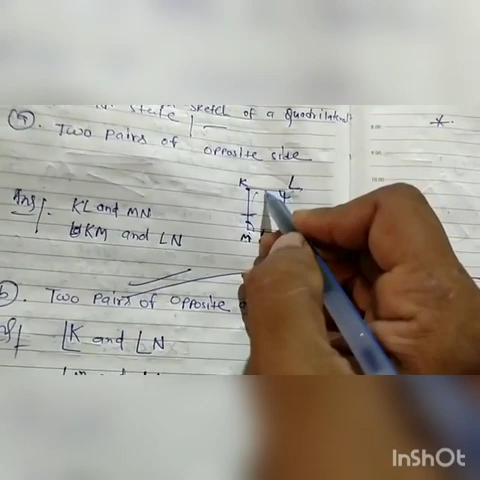 state sketch of a Quadrilateral
(a). Two pairs of opposite side
K L
Ans KL and MN
KM and LN
M
(b). Two pairs of opposite
∠K and ∠N
InShOt